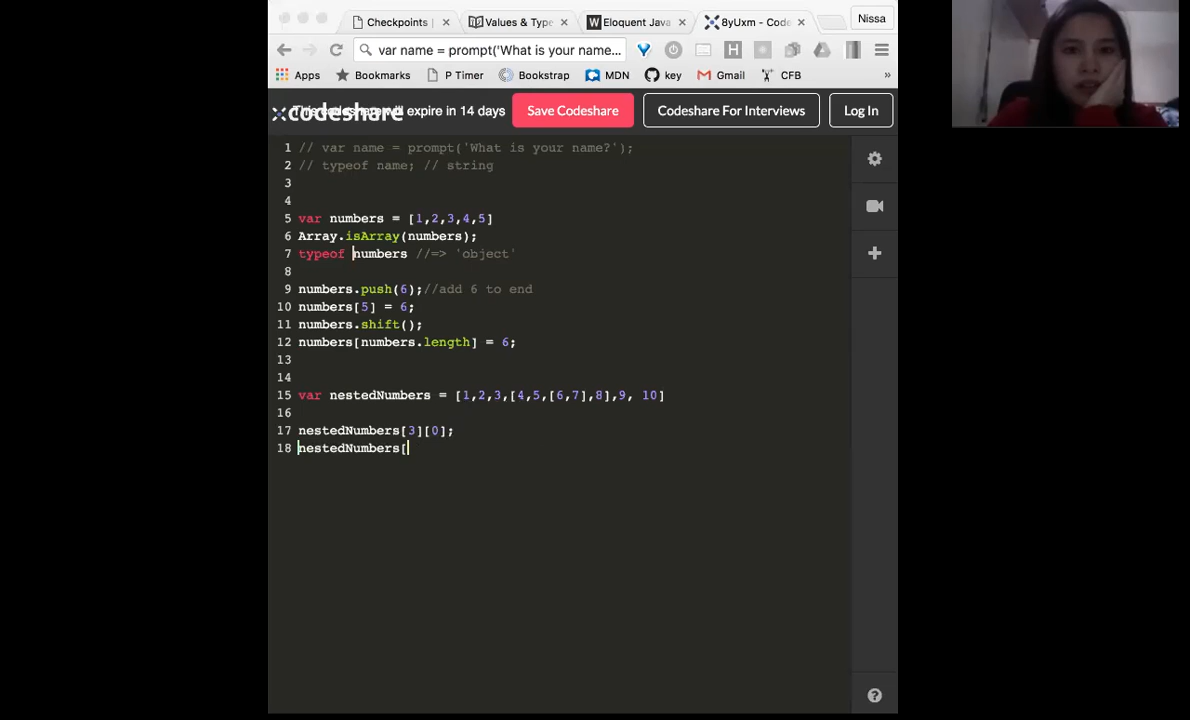 Checkpoints |
Values & Type
Eloquent Java
8yUxm - Code
Nissa
var name = prompt('What is your name...
Apps Bookmarks P Timer Bookstrap MDN key Gmail CFB »
codeshare
will expire in 14 days
Save Codeshare
Codeshare For Interviews
Log In
1 // var name = prompt('What is your name?');
2 // typeof name; // string
3
4
5 var numbers = [1,2,3,4,5]
6 Array.isArray(numbers);
7 typeof numbers //=> 'object'
8
9 numbers.push(6);//add 6 to end
10 numbers[5] = 6;
11 numbers.shift();
12 numbers[numbers.length] = 6;
13
14
15 var nestedNumbers = [1,2,3,[4,5,[6,7],8],9, 10]
16
17 nestedNumbers[3][0];
18 nestedNumbers[